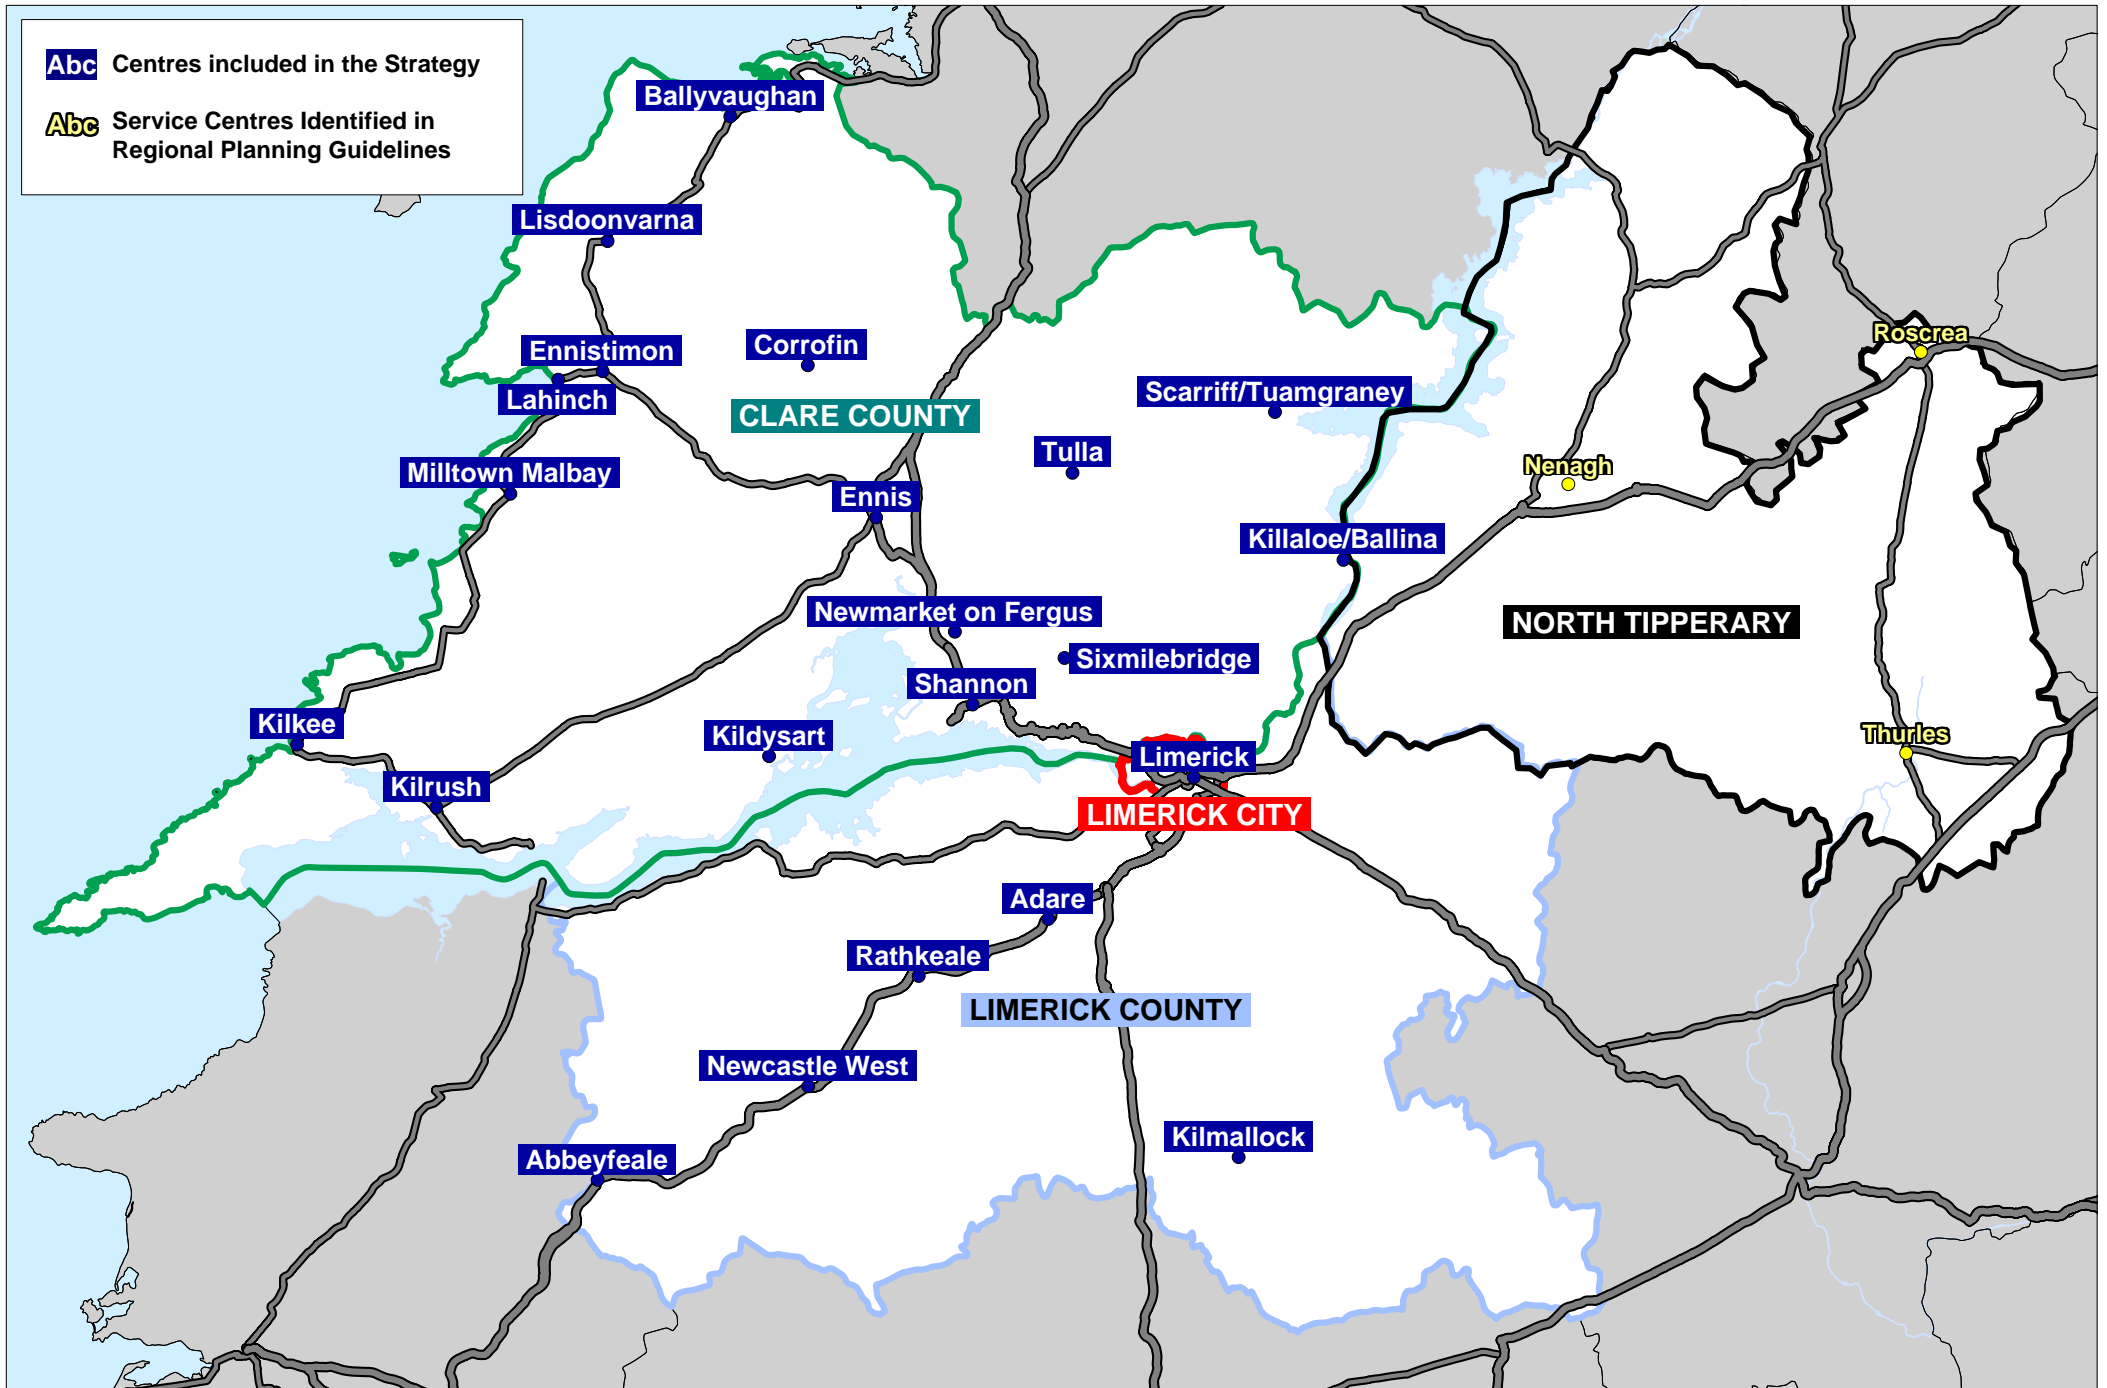 Abc Centres included in the Strategy
Abc Service Centres Identified in
Regional Planning Guidelines
Ballyvaughan
Lisdoonvarna
Ennistimon
Corrofin
Lahinch
CLARE COUNTY
Scarriff/Tuamgraney
Roscrea
Milltown Malbay
Tulla
Nenagh
Ennis
Killaloe/Ballina
Newmarket on Fergus
NORTH TIPPERARY
Sixmilebridge
Shannon
Kilkee
Kildysart
Thurles
Limerick
Kilrush
LIMERICK CITY
Adare
Rathkeale
LIMERICK COUNTY
Newcastle West
Kilmallock
Abbeyfeale